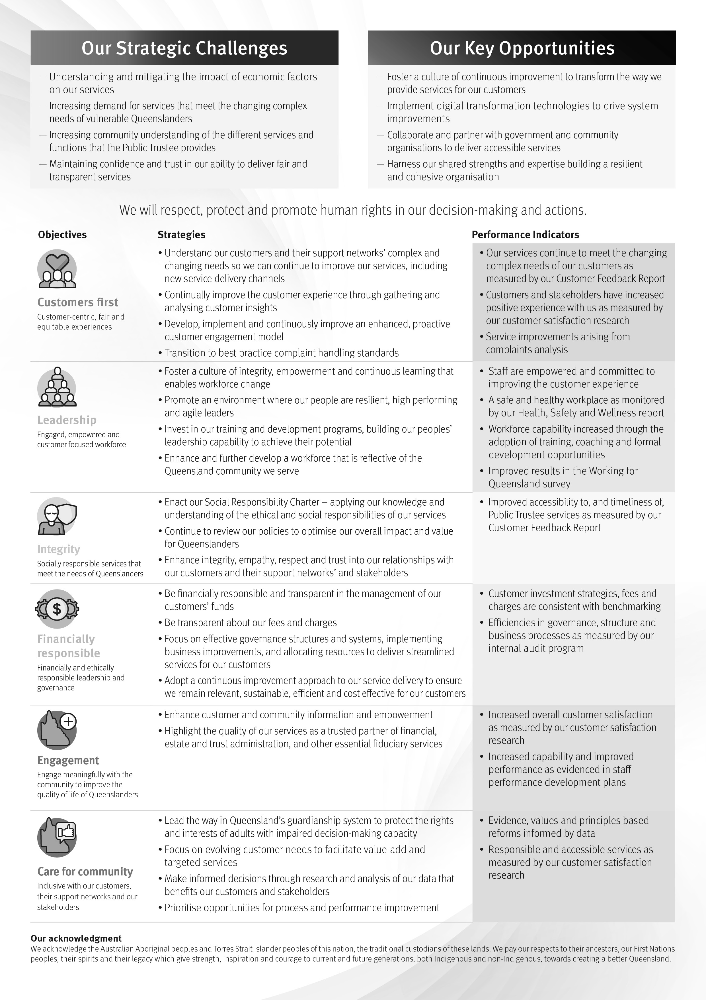 Our Strategic Challenges
— Understanding and mitigating the impact of economic factors
on our services
— Increasing demand for services that meet the changing complex
needs of vulnerable Queenslanders
— Increasing community understanding of the different services and
functions that the Public Trustee provides
— Maintaining confidence and trust in our ability to deliver fair and
transparent services
Our Key Opportunities
— Foster a culture of continuous improvement to transform the way we
provide services for our customers
— Implement digital transformation technologies to drive system
improvements
— Collaborate and partner with government and community
organisations to deliver accessible services
— Harness our shared strengths and expertise building a resilient
and cohesive organisation
We will respect, protect and promote human rights in our decision-making and actions.
Objectives
Strategies
Performance Indicators
Customers first
Customer-centric, fair and
equitable experiences
• Understand our customers and their support networks’ complex and
changing needs so we can continue to improve our services, including
new service delivery channels
• Continually improve the customer experience through gathering and
analysing customer insights
• Develop, implement and continuously improve an enhanced, proactive
customer engagement model
• Transition to best practice complaint handling standards
• Our services continue to meet the changing
complex needs of our customers as
measured by our Customer Feedback Report
• Customers and stakeholders have increased
positive experience with us as measured by
our customer satisfaction research
• Service improvements arising from
complaints analysis
Leadership
Engaged, empowered and
customer focused workforce
• Foster a culture of integrity, empowerment and continuous learning that
enables workforce change
• Promote an environment where our people are resilient, high performing
and agile leaders
• Invest in our training and development programs, building our peoples’
leadership capability to achieve their potential
• Enhance and further develop a workforce that is reflective of the
Queensland community we serve
• Staff are empowered and committed to
improving the customer experience
• A safe and healthy workplace as monitored
by our Health, Safety and Wellness report
• Workforce capability increased through the
adoption of training, coaching and formal
development opportunities
• Improved results in the Working for
Queensland survey
Integrity
Socially responsible services that
meet the needs of Queenslanders
• Enact our Social Responsibility Charter – applying our knowledge and
understanding of the ethical and social responsibilities of our services
• Continue to review our policies to optimise our overall impact and value
for Queenslanders
• Enhance integrity, empathy, respect and trust into our relationships with
our customers and their support networks’ and stakeholders
• Improved accessibility to, and timeliness of,
Public Trustee services as measured by our
Customer Feedback Report
$
Financially
responsible
Financially and ethically
responsible leadership and
governance
• Be financially responsible and transparent in the management of our
customers’ funds
• Be transparent about our fees and charges
• Focus on effective governance structures and systems, implementing
business improvements, and allocating resources to deliver streamlined
services for our customers
• Adopt a continuous improvement approach to our service delivery to ensure
we remain relevant, sustainable, efficient and cost effective for our customers
• Customer investment strategies, fees and
charges are consistent with benchmarking
• Efficiencies in governance, structure and
business processes as measured by our
internal audit program
Engagement
Engage meaningfully with the
community to improve the
quality of life of Queenslanders
• Enhance customer and community information and empowerment
• Highlight the quality of our services as a trusted partner of financial,
estate and trust administration, and other essential fiduciary services
• Increased overall customer satisfaction
as measured by our customer satisfaction
research
• Increased capability and improved
performance as evidenced in staff
performance development plans
Care for community
Inclusive with our customers,
their support networks and our
stakeholders
• Lead the way in Queensland’s guardianship system to protect the rights
and interests of adults with impaired decision-making capacity
• Focus on evolving customer needs to facilitate value-add and
targeted services
• Make informed decisions through research and analysis of our data that
benefits our customers and stakeholders
• Prioritise opportunities for process and performance improvement
• Evidence, values and principles based
reforms informed by data
• Responsible and accessible services as
measured by our customer satisfaction
research
Our acknowledgment
We acknowledge the Australian Aboriginal peoples and Torres Strait Islander peoples of this nation, the traditional custodians of these lands. We pay our respects to their ancestors, our First Nations
peoples, their spirits and their legacy which give strength, inspiration and courage to current and future generations, both Indigenous and non-Indigenous, towards creating a better Queensland.